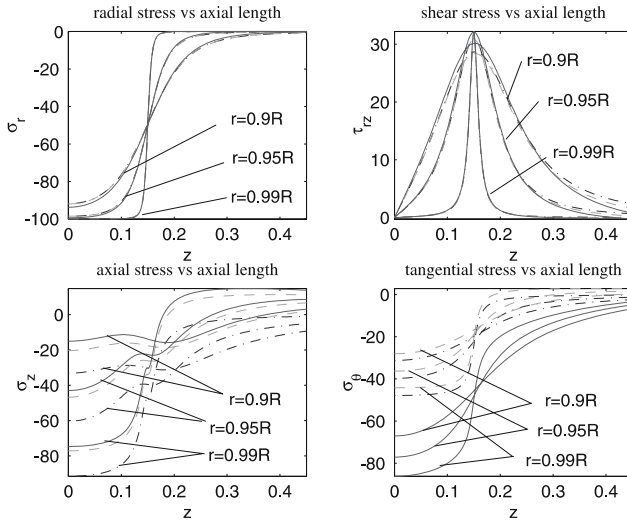 radial stress vs axial length
σr
0
-20
-40
-60
-80
-100
r=0.9R
r=0.95R
r=0.99R
0 0.1 0.2 0.3 0.4
z
shear stress vs axial length
τrz
30
20
10
0
r=0.9R
r=0.95R
r=0.99R
0 0.1 0.2 0.3 0.4
z
axial stress vs axial length
σz
0
-20
-40
-60
-80
r=0.9R
r=0.95R
r=0.99R
0 0.1 0.2 0.3 0.4
z
tangential stress vs axial length
σθ
0
-20
-40
-60
-80
r=0.9R
r=0.95R
r=0.99R
0 0.1 0.2 0.3 0.4
z